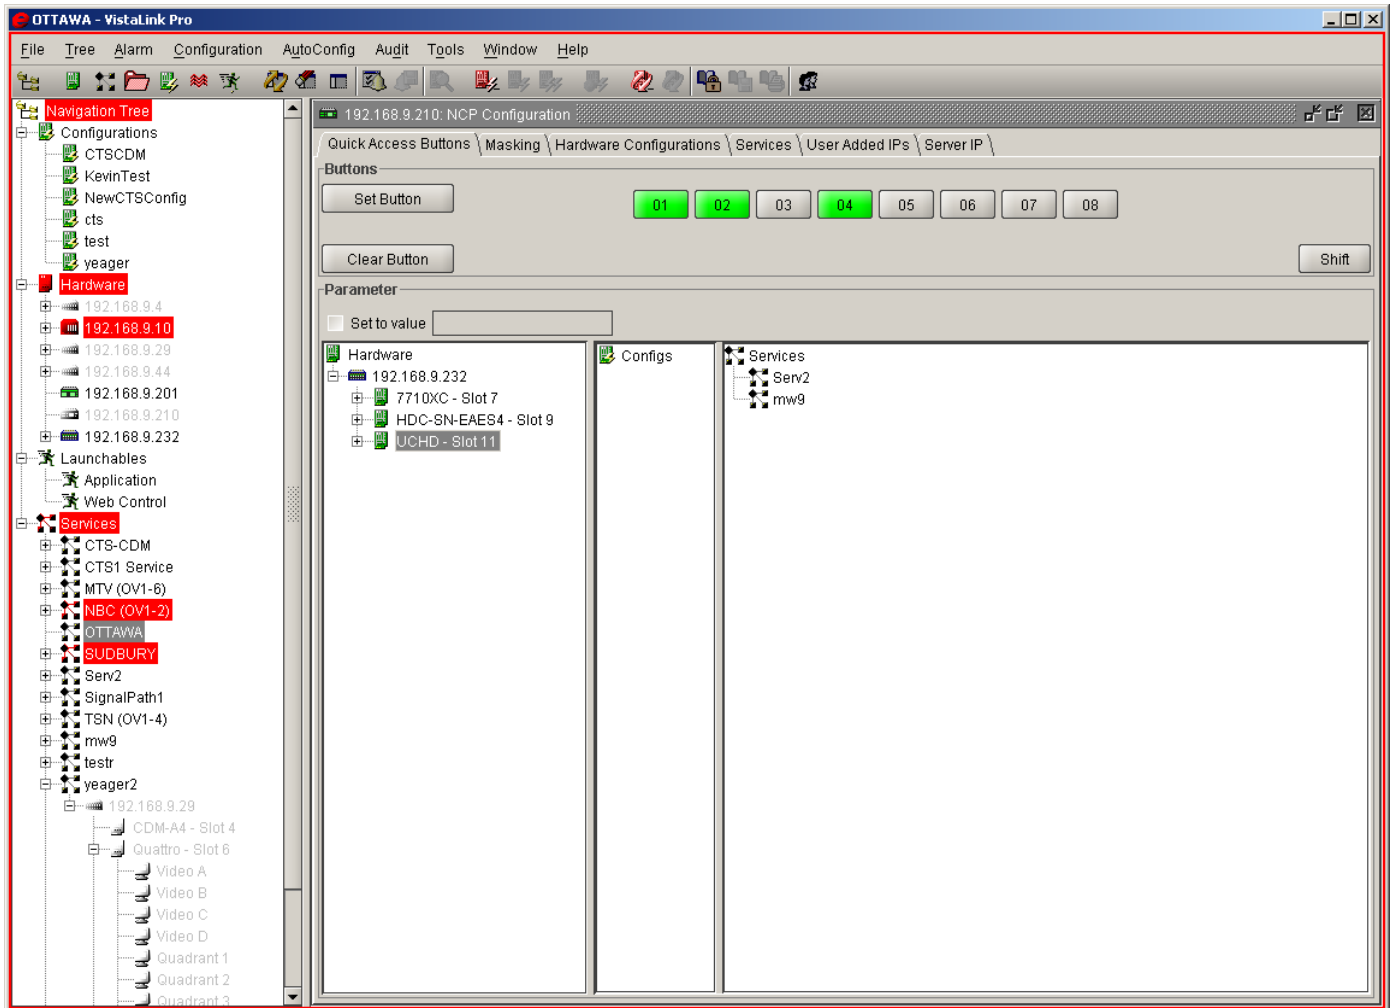 OTTAWA - VistaLink Pro
File Tree Alarm Configuration AutoConfig Audit Tools Window Help
Navigation Tree
Configurations
CTSCDM
KevinTest
NewCTSConfig
cts
test
yeager
Hardware
192.168.9.4
192.168.9.10
192.168.9.29
192.168.9.44
192.168.9.201
192.168.9.210
192.168.9.232
Launchables
Application
Web Control
Services
CTS-CDM
CTS1 Service
MTV (OV1-6)
NBC (OV1-2)
OTTAWA
SUDBURY
Serv2
SignalPath1
TSN (OV1-4)
mw9
testr
yeager2
192.168.9.29
CDM-A4 - Slot 4
Quattro - Slot 6
Video A
Video B
Video C
Video D
Quadrant 1
Quadrant 2
Quadrant 3
192.168.9.210: NCP Configuration
Quick Access Buttons Masking Hardware Configurations Services User Added IPs Server IP
Buttons
Set Button 01 02 03 04 05 06 07 08
Clear Button Shift
Parameter
Set to value
Hardware
192.168.9.232
7710XC - Slot 7
HDC-SN-EAES4 - Slot 9
UCHD - Slot 11
Configs
Services
Serv2
mw9